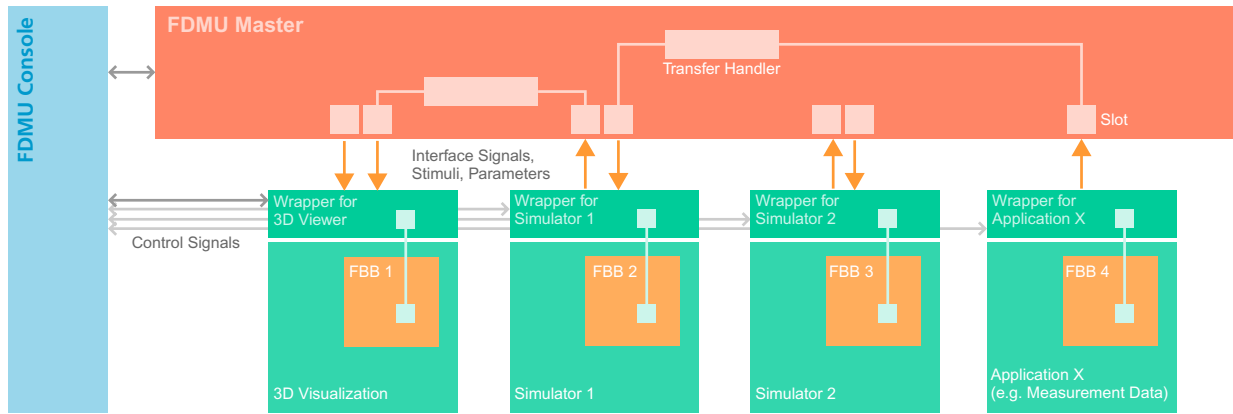 FDMU Console
FDMU Master
Transfer Handler
Slot
Interface Signals,
Stimuli, Parameters
Control Signals
Wrapper for
3D Viewer
Wrapper for
Simulator 1
Wrapper for
Simulator 2
Wrapper for
Application X
FBB 1
FBB 2
FBB 3
FBB 4
3D Visualization
Simulator 1
Simulator 2
Application X
(e.g. Measurement Data)